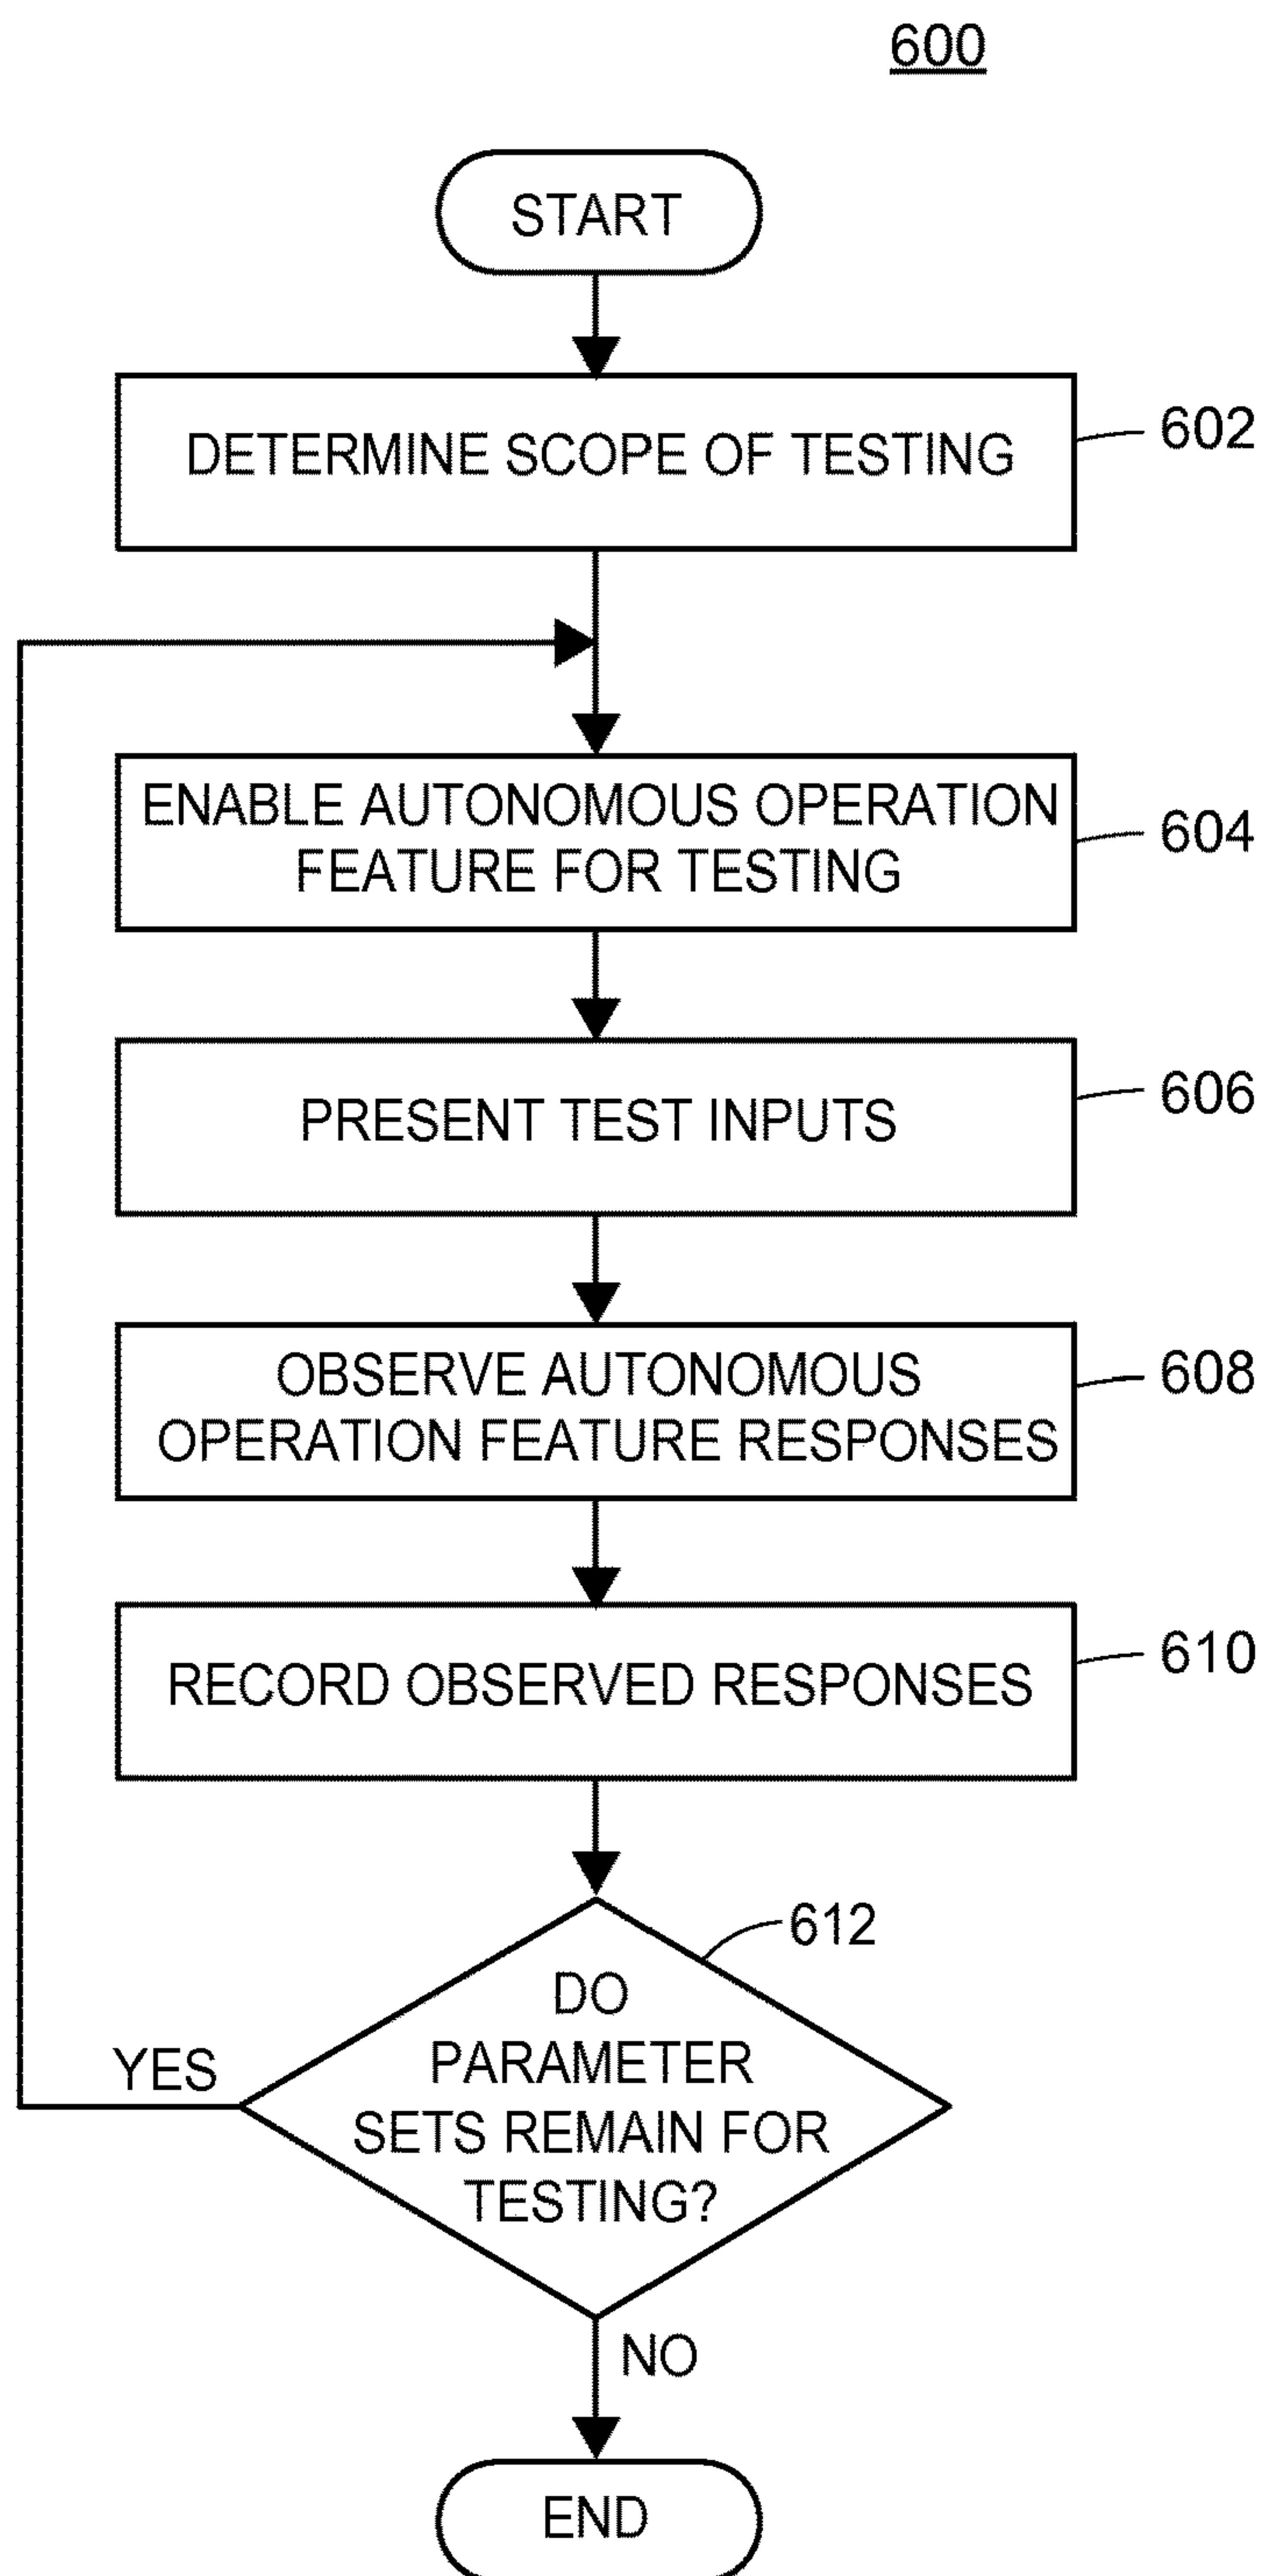 600
START
DETERMINE SCOPE OF TESTING
602
ENABLE AUTONOMOUS OPERATION
FEATURE FOR TESTING
604
PRESENT TEST INPUTS
606
OBSERVE AUTONOMOUS
OPERATION FEATURE RESPONSES
608
RECORD OBSERVED RESPONSES
610
612
DO
PARAMETER
SETS REMAIN FOR
TESTING?
YES
NO
END